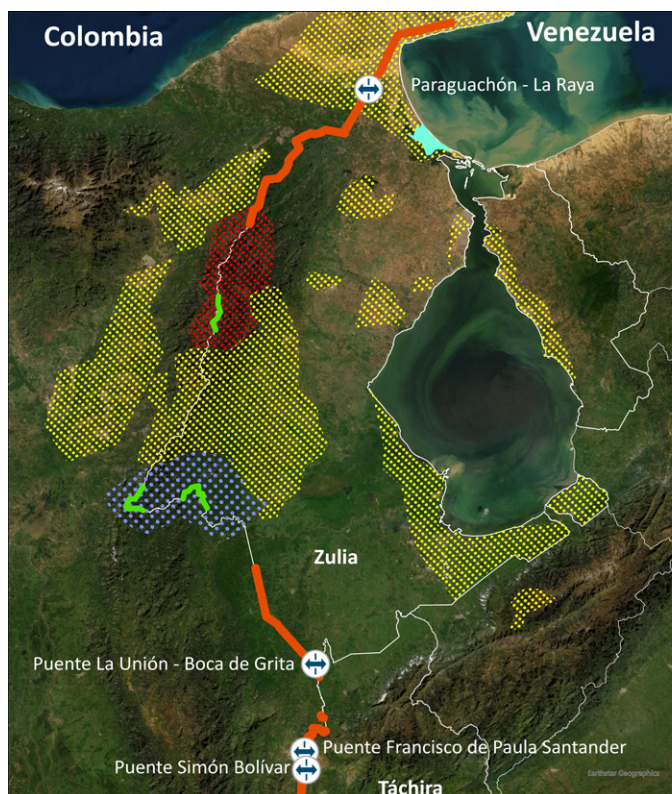 Colombia
Venezuela
Paraguachón - La Raya
Zulia
Puente La Unión - Boca de Grita
Puente Francisco de Paula Santander
Puente Simón Bolívar
Táchira
Earthstar Geographics